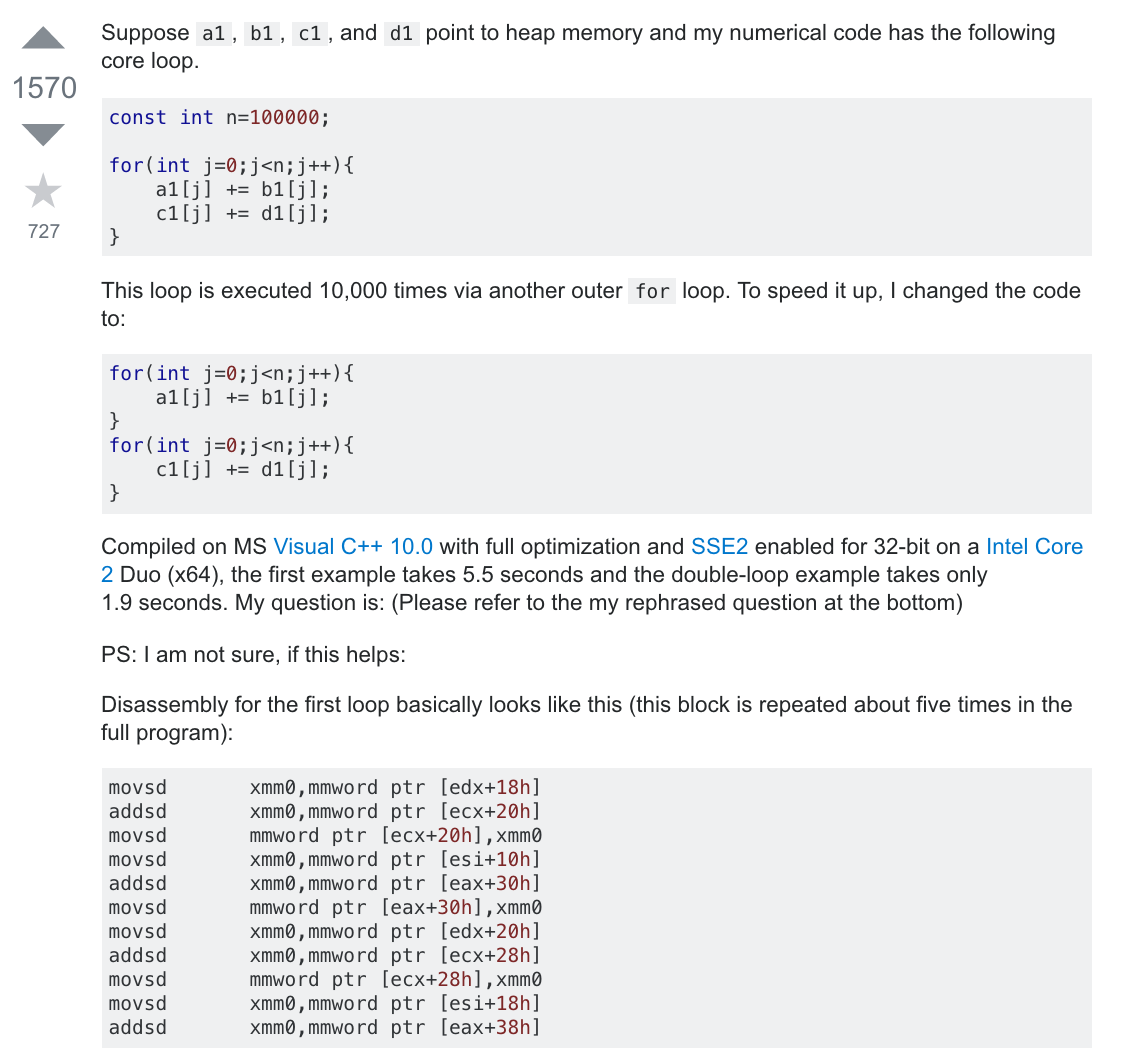 Suppose a1, b1, c1, and d1 point to heap memory and my numerical code has the following
core loop.
1570
727
const int n=100000;
for(int j=0;j<n;j++){
    a1[j] += b1[j];
    c1[j] += d1[j];
}
This loop is executed 10,000 times via another outer for loop. To speed it up, I changed the code
to:
for(int j=0;j<n;j++){
    a1[j] += b1[j];
}
for(int j=0;j<n;j++){
    c1[j] += d1[j];
}
Compiled on MS Visual C++ 10.0 with full optimization and SSE2 enabled for 32-bit on a Intel Core
2 Duo (x64), the first example takes 5.5 seconds and the double-loop example takes only
1.9 seconds. My question is: (Please refer to the my rephrased question at the bottom)
PS: I am not sure, if this helps:
Disassembly for the first loop basically looks like this (this block is repeated about five times in the
full program):
movsd       xmm0,mmword ptr [edx+18h]
addsd       xmm0,mmword ptr [ecx+20h]
movsd       mmword ptr [ecx+20h],xmm0
movsd       xmm0,mmword ptr [esi+10h]
addsd       xmm0,mmword ptr [eax+30h]
movsd       mmword ptr [eax+30h],xmm0
movsd       xmm0,mmword ptr [edx+20h]
addsd       xmm0,mmword ptr [ecx+28h]
movsd       mmword ptr [ecx+28h],xmm0
movsd       xmm0,mmword ptr [esi+18h]
addsd       xmm0,mmword ptr [eax+38h]